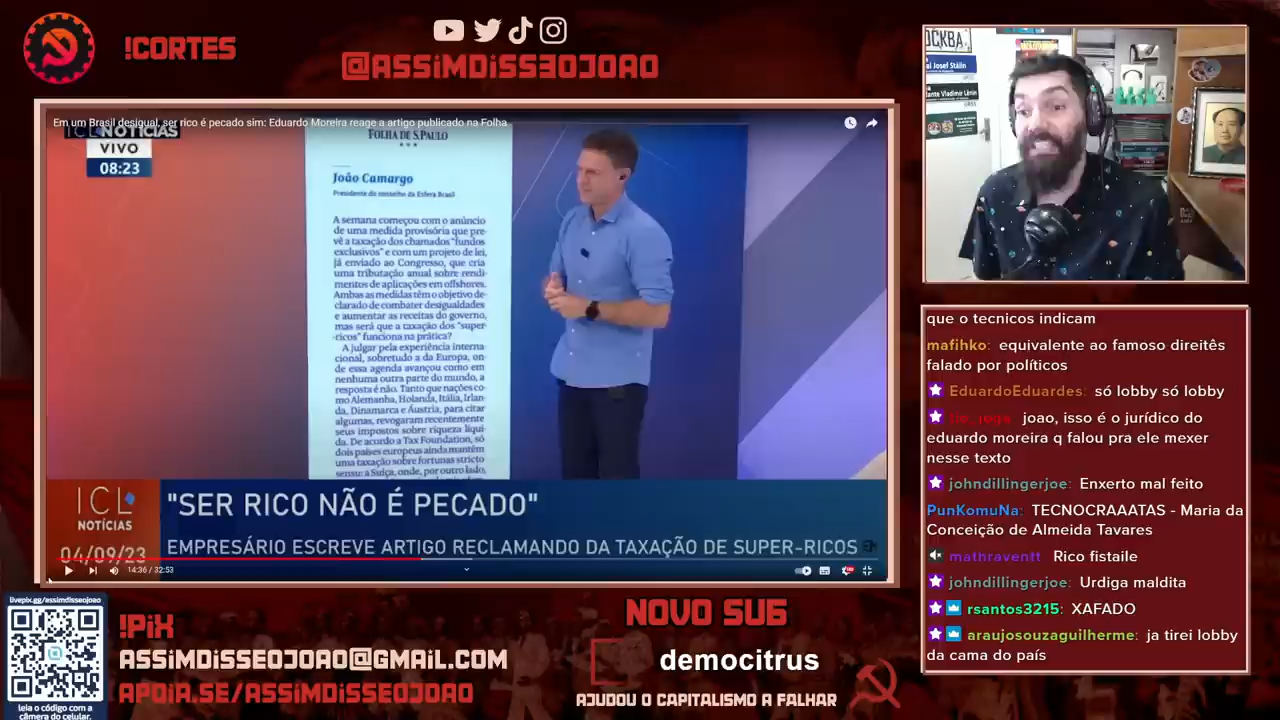 !CORTES
@ASSIMDISSEOJOAO
Em um Brasil desigual, ser rico é pecado sim: Eduardo Moreira reage a artigo publicado na Folha
ICL NOTÍCIAS
VIVO
08:23
FOLHA DE S.PAULO
João Camargo
Presidente do conselho da Esfera Brasil
A semana começou com o anúncio
de uma medida provisória que pre-
vê a taxação dos chamados "fundos
exclusivos" e com um projeto de lei,
já enviado ao Congresso, que cria
uma tributação anual sobre rendi-
mentos de aplicações em offshores.
Ambas as medidas têm o objetivo de-
clarado de combater desigualdades
e aumentar as receitas do governo,
mas será que a taxação dos "super-
-ricos" funciona na prática?
A julgar pela experiência interna-
cional, sobretudo a da Europa, on-
de essa agenda avançou como em
nenhuma outra parte do mundo, a
resposta é não. Tanto que nações co-
mo Alemanha, Holanda, Itália, Irlan-
da, Dinamarca e Áustria, para citar
algumas, revogaram recentemente
seus impostos sobre riqueza líqui-
da. De acordo a Tax Foundation, só
dois países europeus ainda mantêm
uma taxação sobre fortunas stricto
sensu: a Suíça, onde, por outro lado,
ICL
NOTÍCIAS
04/09/23
"SER RICO NÃO É PECADO"
EMPRESÁRIO ESCREVE ARTIGO RECLAMANDO DA TAXAÇÃO DE SUPER-RICOS
14:36 / 32:53
al Josef Stálin
ante Vladimir Lênin
que o tecnicos indicam
mafihko: equivalente ao famoso direitês
falado por políticos
EduardoEduardes: só lobby só lobby
joao, isso é o jurídico do
eduardo moreira q falou pra ele mexer
nesse texto
johndillingerjoe: Enxerto mal feito
PunKomuNa: TECNOCRAAATAS - Maria da
Conceição de Almeida Tavares
mathraventt Rico fistaile
johndillingerjoe: Urdiga maldita
rsantos3215: XAFADO
araujosouzaguilherme: ja tirei lobby
da cama do país
livepix.gg/assimdisseojoao
leia o código com a
câmera do celular.
!PIX
ASSIMDISSEOJOAO@GMAIL.COM
APOIA.SE/ASSIMDISSEOJOAO
NOVO SUB
democitrus
AJUDOU O CAPITALISMO A FALHAR